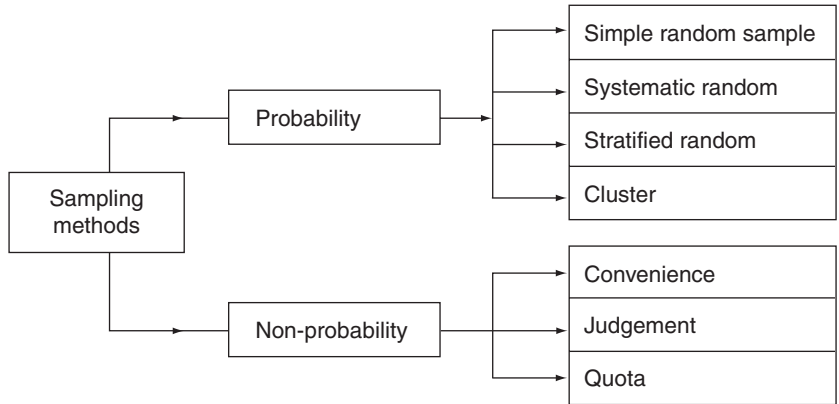 Sampling
methods
Probability
Simple random sample
Systematic random
Stratified random
Cluster
Non-probability
Convenience
Judgement
Quota